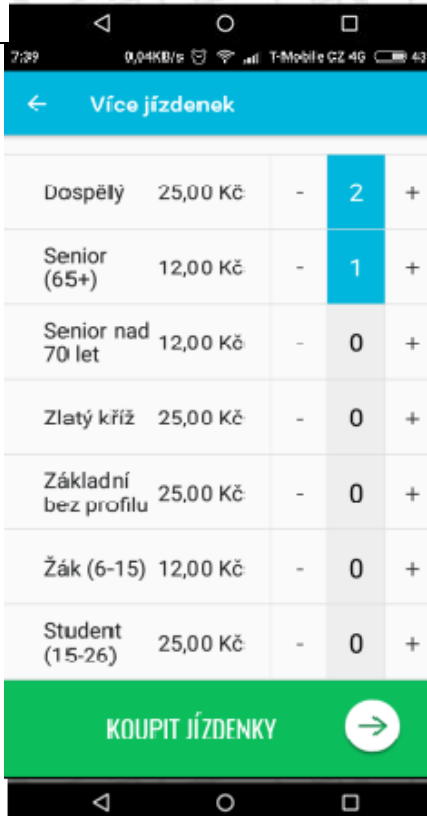 7:39 0,04KB/s T-Mobile CZ 4G 43
Více jízdenek
Dospělý 25,00 Kč - 2 +
Senior
(65+) 12,00 Kč - 1 +
Senior nad
70 let 12,00 Kč - 0 +
Zlatý kříž 25,00 Kč - 0 +
Základní
bez profilu 25,00 Kč - 0 +
Žák (6-15) 12,00 Kč - 0 +
Student
(15-26) 25,00 Kč - 0 +
KOUPIT JÍZDENKY